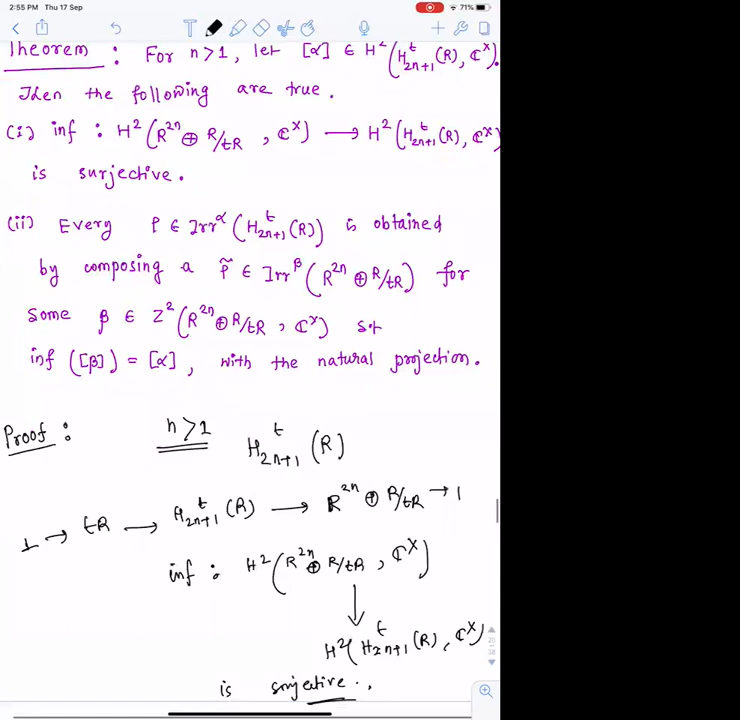 2:55 PM Thu 17 Sep
71%
Theorem : For n>1, let [α] ∈ H²(H^t_{2n+1}(R), ℂ^×).
Then the following are true.
(i) inf : H²(R^{2n} ⊕ R/tR , ℂ^×) ⟶ H²(H^t_{2n+1}(R), ℂ^×)
is surjective.
(ii) Every ρ ∈ Irr^α (H^t_{2n+1}(R)) is obtained
by composing a ρ̃ ∈ Irr^β (R^{2n} ⊕ R/tR) for
some β ∈ Z²(R^{2n} ⊕ R/tR , ℂ^×) s.t
inf ([β]) = [α] , with the natural projection.
Proof : n>1 H^t_{2n+1}(R)
1 → tR → H^t_{2n+1}(R) → R^{2n} ⊕ R/tR → 1
inf : H²(R^{2n} ⊕ R/tR , ℂ^×)
↓
H²(H^t_{2n+1}(R), ℂ^×)
is surjective.